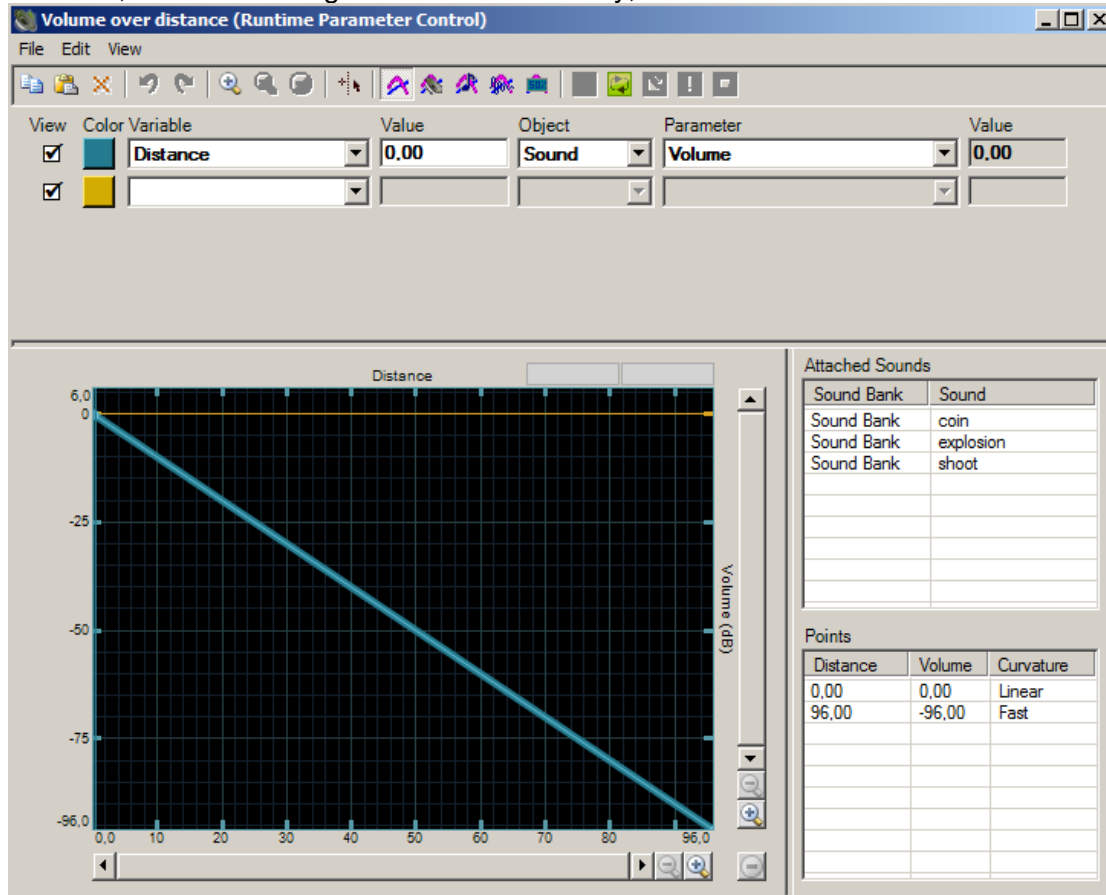 Volume over distance (Runtime Parameter Control)
File Edit View
View Color Variable Value Object Parameter Value
Distance 0,00 Sound Volume 0,00
Distance
6,0
0
-25
-50
-75
-96,0
0,0 10 20 30 40 50 60 70 80 96,0
Volume (dB)
Attached Sounds
Sound Bank Sound
Sound Bank coin
Sound Bank explosion
Sound Bank shoot
Points
Distance Volume Curvature
0,00 0,00 Linear
96,00 -96,00 Fast